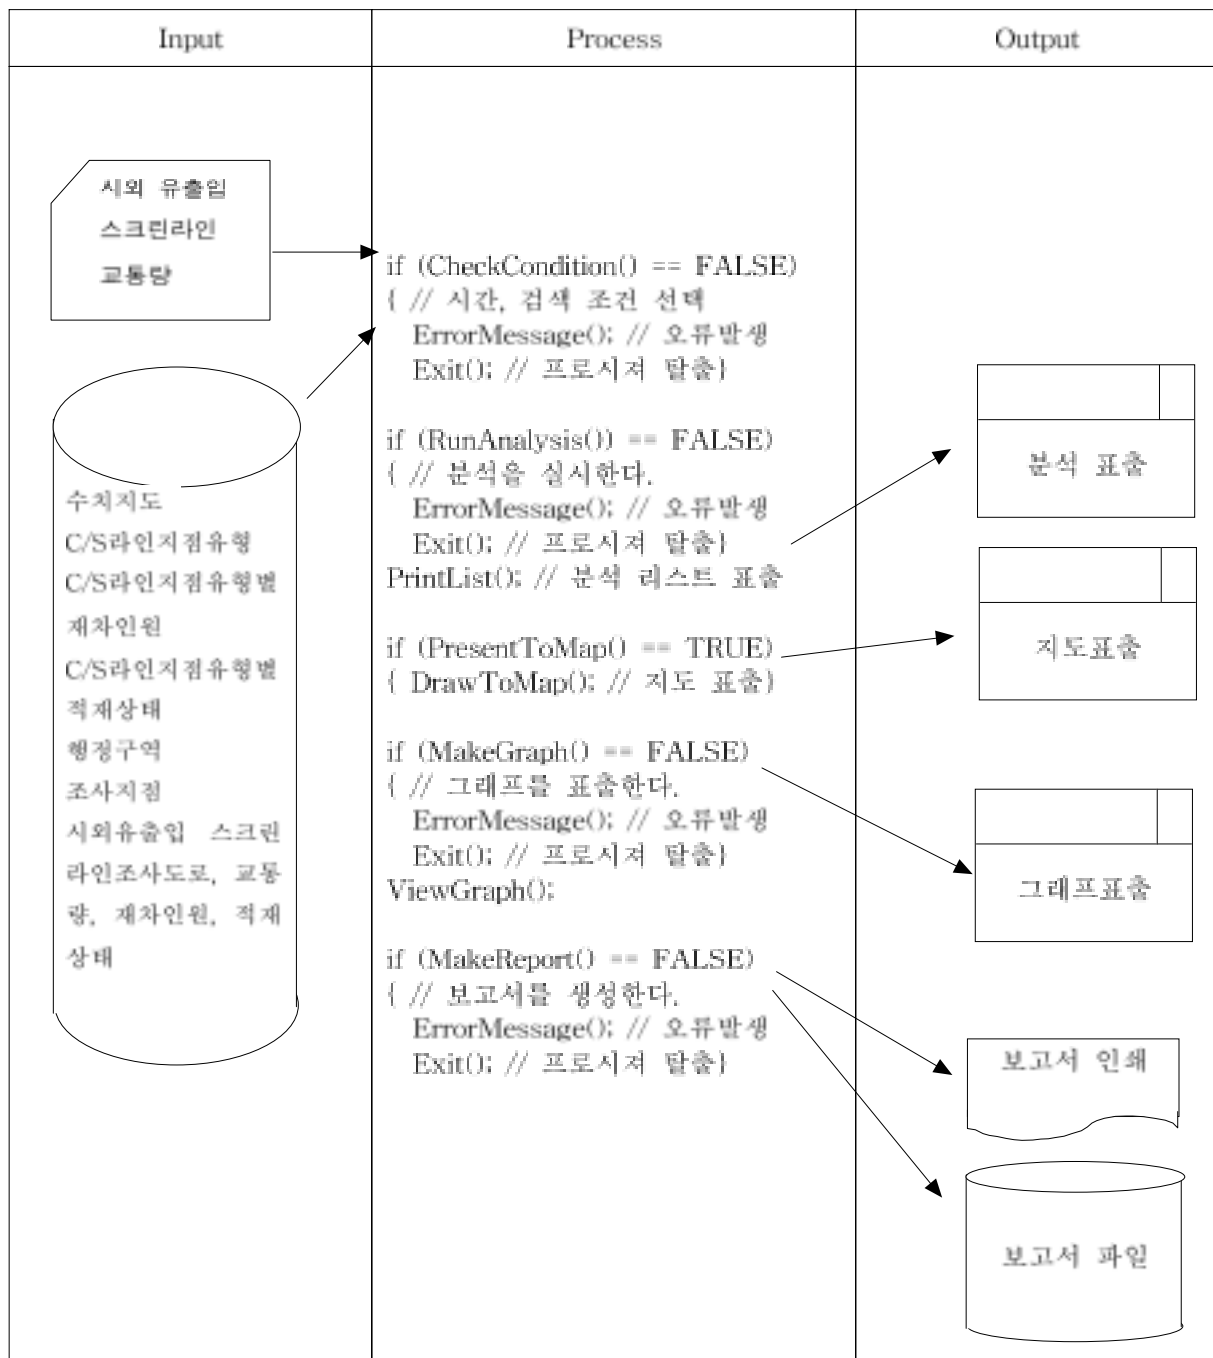 Input
Process
Output
시외 유출입
스크린라인
교통량
수치지도
C/S라인지점유형
C/S라인지점유형별
재차인원
C/S라인지점유형별
적재상태
행정구역
조사지점
시외유출입 스크린
라인조사도로, 교통
량, 재차인원, 적재
상태
if (CheckCondition() == FALSE)
{ // 시간, 검색 조건 선택
ErrorMessage(); // 오류발생
Exit(); // 프로시져 탈출}
if (RunAnalysis()) == FALSE)
{ // 분석을 실시한다.
ErrorMessage(); // 오류발생
Exit(); // 프로시져 탈출}
PrintList(); // 분석 리스트 표출
if (PresentToMap() == TRUE)
{ DrawToMap(); // 지도 표출}
if (MakeGraph() == FALSE)
{ // 그래프를 표출한다.
ErrorMessage(); // 오류발생
Exit(); // 프로시져 탈출}
ViewGraph();
if (MakeReport() == FALSE)
{ // 보고서를 생성한다.
ErrorMessage(); // 오류발생
Exit(); // 프로시져 탈출}
분석 표출
지도표출
그래프표출
보고서 인쇄
보고서 파일